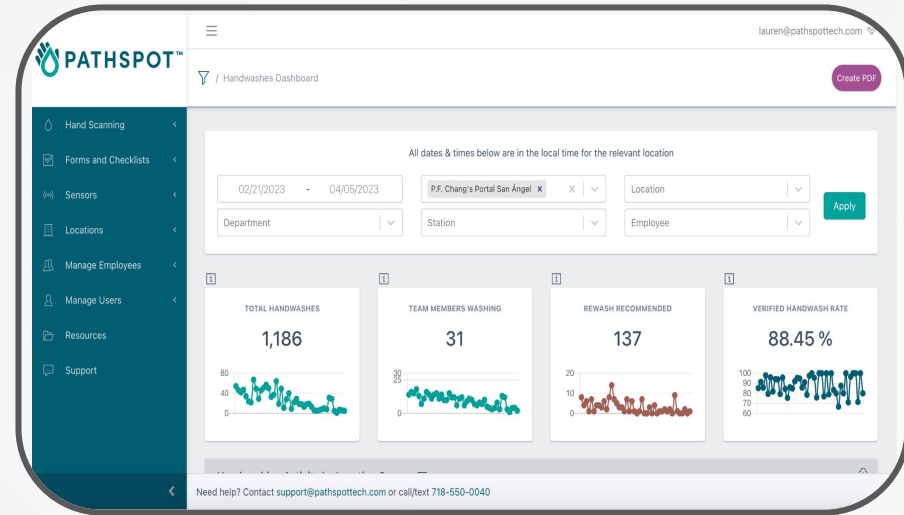 PATHSPOT™
lauren@pathspottech.com
/ Handwashes Dashboard
Create PDF
Hand Scanning
Forms and Checklists
Sensors
Locations
Manage Employees
Manage Users
Resources
Support
All dates & times below are in the local time for the relevant location
02/21/2023 - 04/05/2023
P.F. Chang's Portal San Ángel x
X
Location
Department
Station
Employee
Apply
TOTAL HANDWASHES
1,186
80
40
0
TEAM MEMBERS WASHING
31
30
25
0
REWASH RECOMMENDED
137
20
10
0
VERIFIED HANDWASH RATE
88.45 %
100
90
80
70
60
Need help? Contact support@pathspottech.com or call/text 718-550-0040